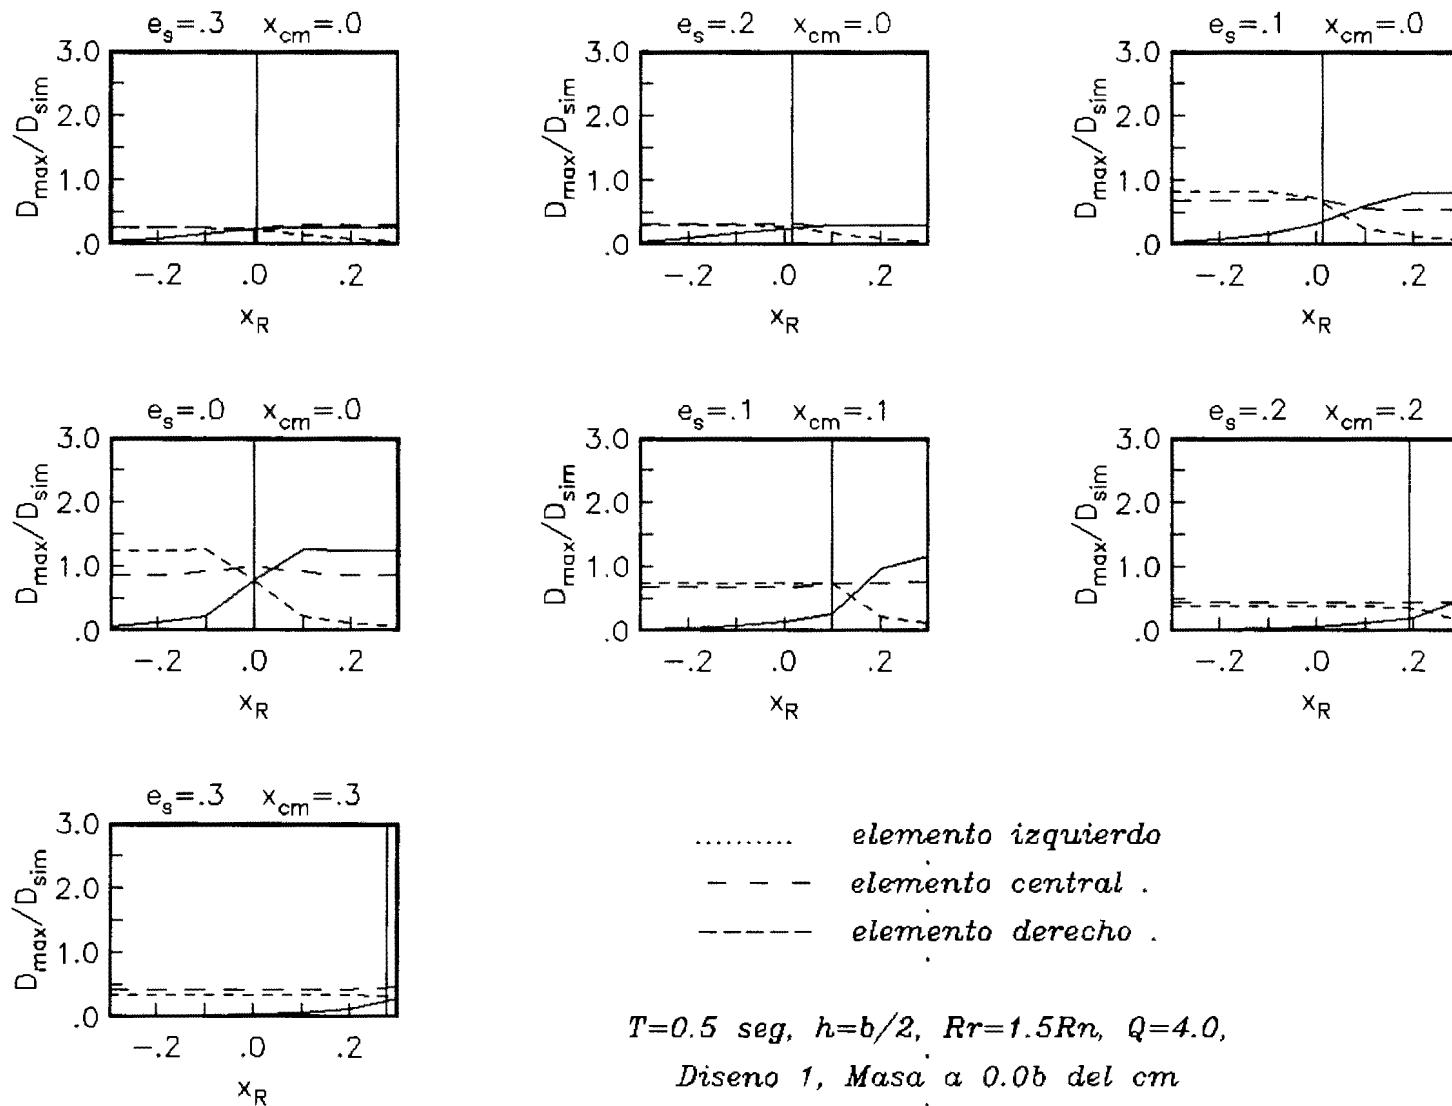 e_s=.3 x_cm=.0
D_max/D_sim
3.0
2.0
1.0
.0
-.2 .0 .2
x_R
e_s=.2 x_cm=.0
D_max/D_sim
3.0
2.0
1.0
.0
-.2 .0 .2
x_R
e_s=.1 x_cm=.0
D_max/D_sim
3.0
2.0
1.0
.0
-.2 .0 .2
x_R
e_s=.0 x_cm=.0
D_max/D_sim
3.0
2.0
1.0
.0
-.2 .0 .2
x_R
e_s=.1 x_cm=.1
D_max/D_sim
3.0
2.0
1.0
.0
-.2 .0 .2
x_R
e_s=.2 x_cm=.2
D_max/D_sim
3.0
2.0
1.0
.0
-.2 .0 .2
x_R
e_s=.3 x_cm=.3
D_max/D_sim
3.0
2.0
1.0
.0
-.2 .0 .2
x_R
elemento izquierdo
elemento central .
elemento derecho .
T=0.5 seg, h=b/2, Rr=1.5Rn, Q=4.0,
Diseno 1, Masa a 0.0b del cm